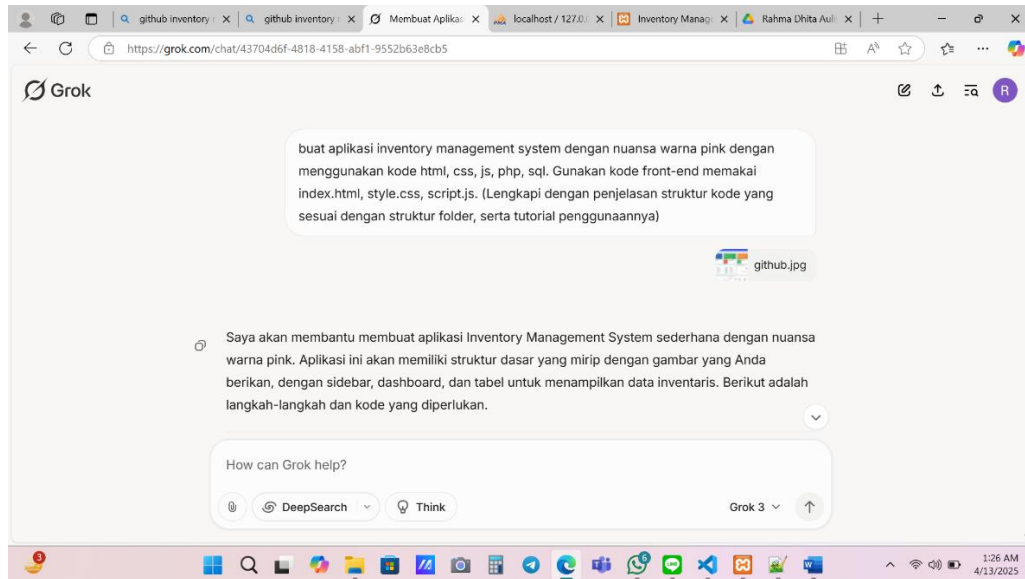 github inventory
github inventory
Membuat Aplikas
localhost / 127.0.
Inventory Manage
Rahma Dhita Auli
https://grok.com/chat/43704d6f-4818-4158-abf1-9552b63e8cb5
Grok
R
buat aplikasi inventory management system dengan nuansa warna pink dengan
menggunakan kode html, css, js, php, sql. Gunakan kode front-end memakai
index.html, style.css, script.js. (Lengkapi dengan penjelasan struktur kode yang
sesuai dengan struktur folder, serta tutorial penggunaannya)
github.jpg
Saya akan membantu membuat aplikasi Inventory Management System sederhana dengan nuansa
warna pink. Aplikasi ini akan memiliki struktur dasar yang mirip dengan gambar yang Anda
berikan, dengan sidebar, dashboard, dan tabel untuk menampilkan data inventaris. Berikut adalah
langkah-langkah dan kode yang diperlukan.
How can Grok help?
DeepSearch
Think
Grok 3
3
6
1:26 AM
4/13/2025